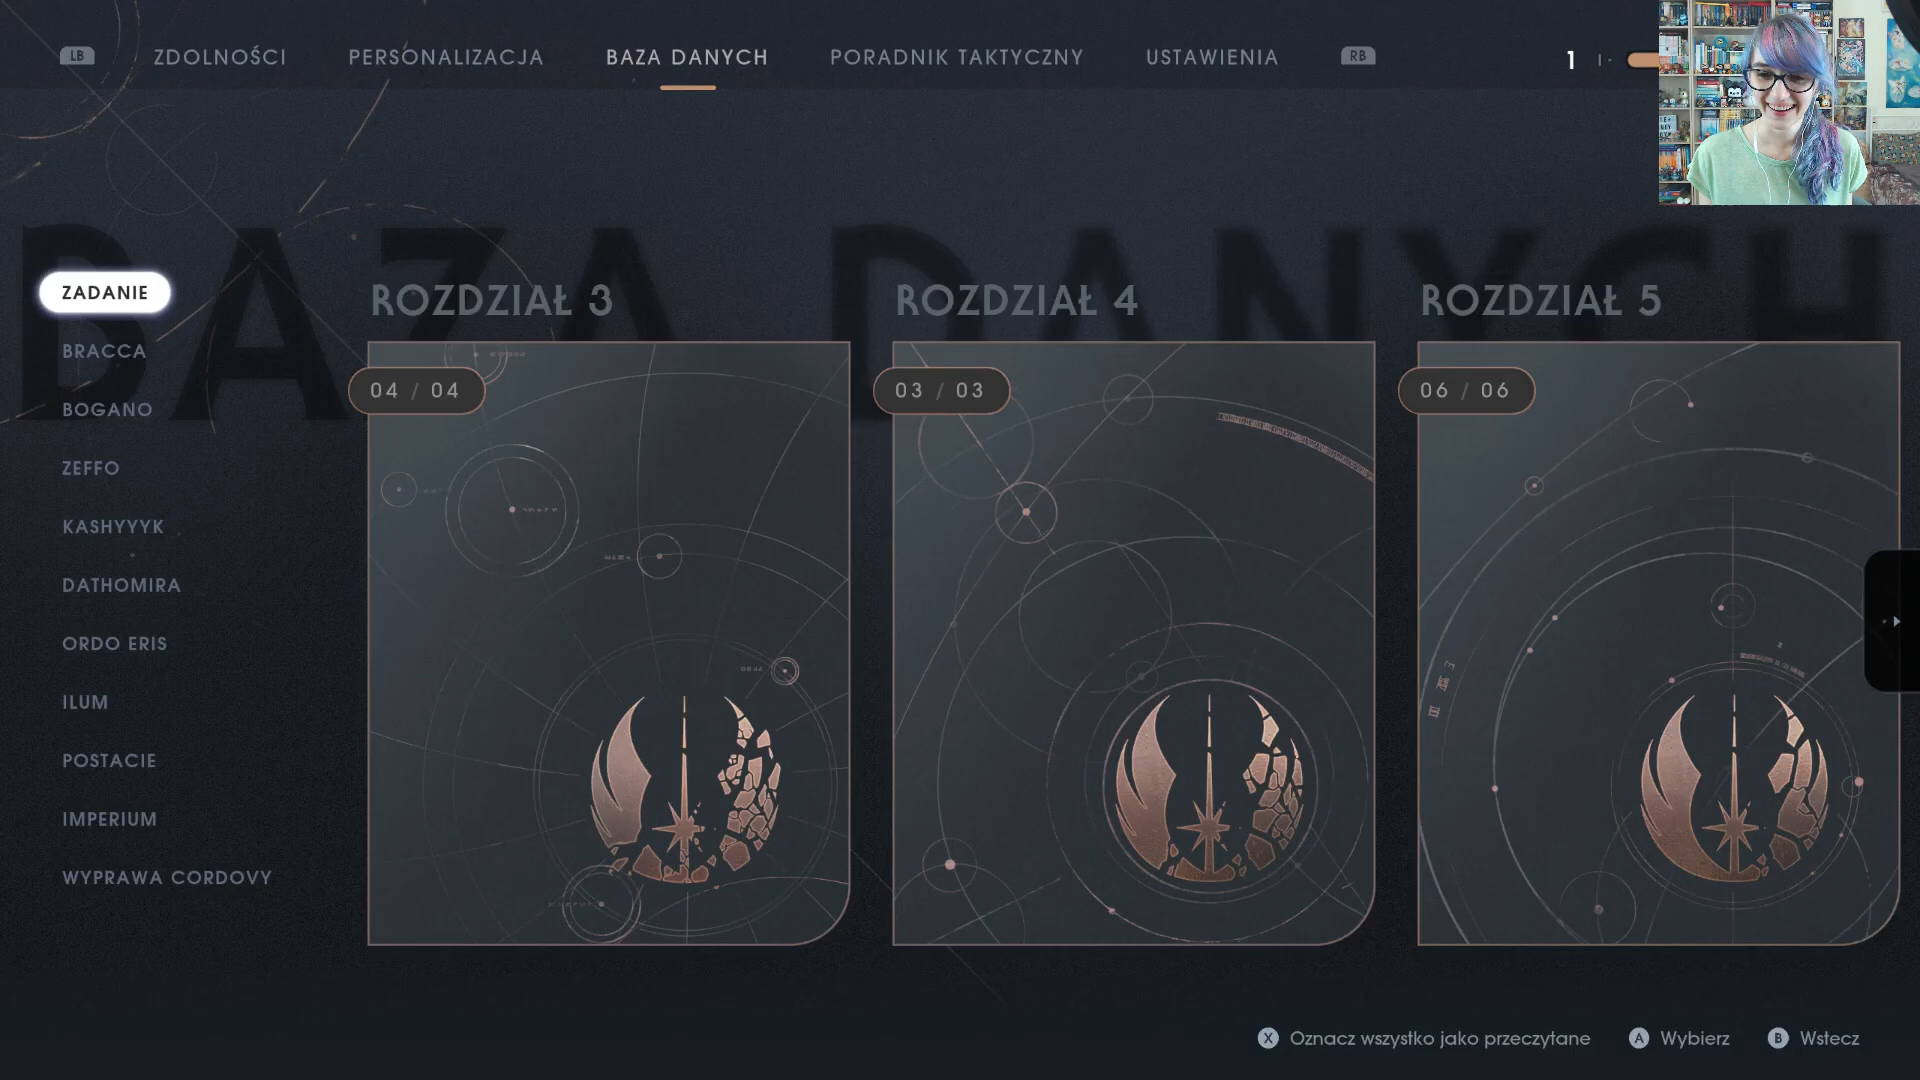 LB ZDOLNOŚCI PERSONALIZACJA BAZA DANYCH PORADNIK TAKTYCZNY USTAWIENIA RB 1
BAZA DANYCH
ZADANIE
BRACCA
BOGANO
ZEFFO
KASHYYYK
DATHOMIRA
ORDO ERIS
ILUM
POSTACIE
IMPERIUM
WYPRAWA CORDOVY
ROZDZIAŁ 3
04 / 04
ROZDZIAŁ 4
03 / 03
ROZDZIAŁ 5
06 / 06
X Oznacz wszystko jako przeczytane A Wybierz B Wstecz